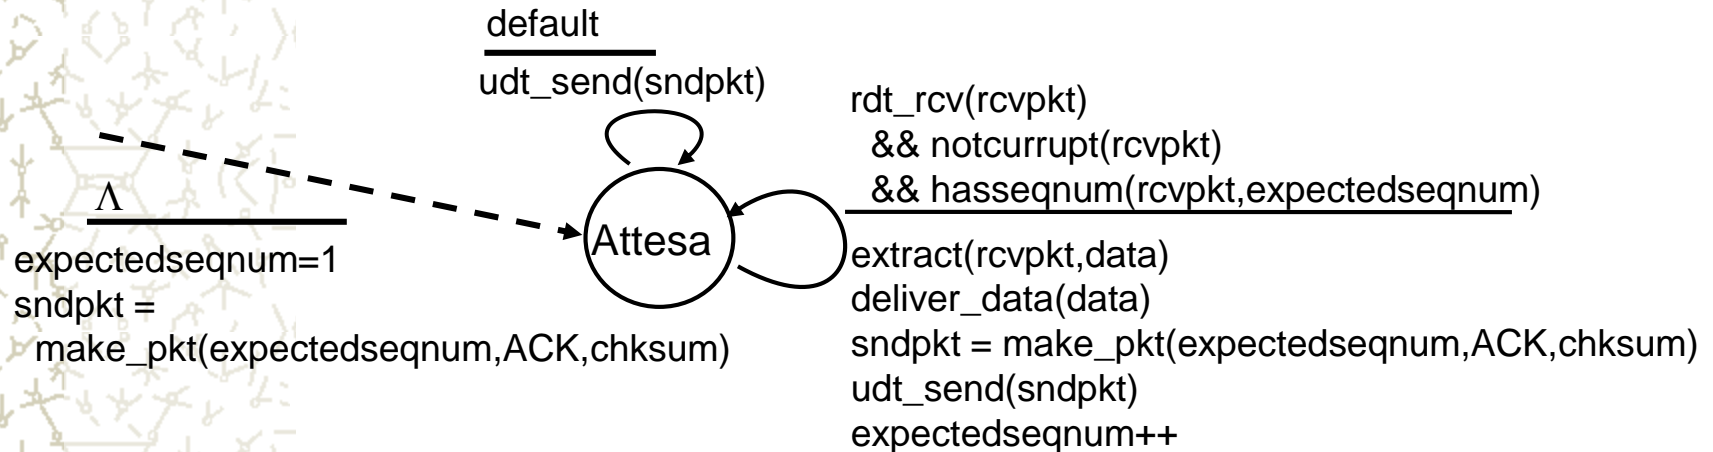 default
udt_send(sndpkt)
rdt_rcv(rcvpkt)
&& notcurrupt(rcvpkt)
&& hasseqnum(rcvpkt,expectedseqnum)
Λ
Attesa
expectedseqnum=1
sndpkt =
make_pkt(expectedseqnum,ACK,chksum)
extract(rcvpkt,data)
deliver_data(data)
sndpkt = make_pkt(expectedseqnum,ACK,chksum)
udt_send(sndpkt)
expectedseqnum++